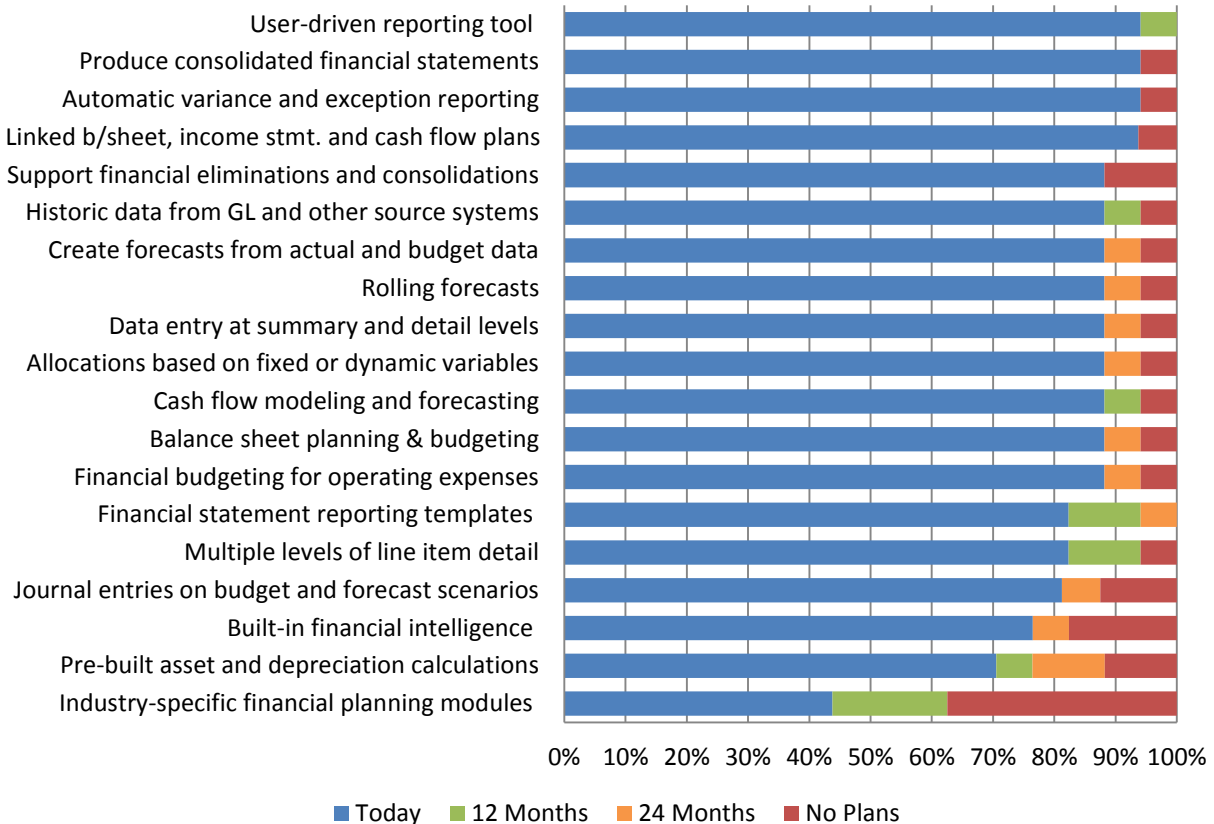 User-driven reporting tool
Produce consolidated financial statements
Automatic variance and exception reporting
Linked b/sheet, income stmt. and cash flow plans
Support financial eliminations and consolidations
Historic data from GL and other source systems
Create forecasts from actual and budget data
Rolling forecasts
Data entry at summary and detail levels
Allocations based on fixed or dynamic variables
Cash flow modeling and forecasting
Balance sheet planning & budgeting
Financial budgeting for operating expenses
Financial statement reporting templates
Multiple levels of line item detail
Journal entries on budget and forecast scenarios
Built-in financial intelligence
Pre-built asset and depreciation calculations
Industry-specific financial planning modules
0% 10% 20% 30% 40% 50% 60% 70% 80% 90% 100%
Today 12 Months 24 Months No Plans